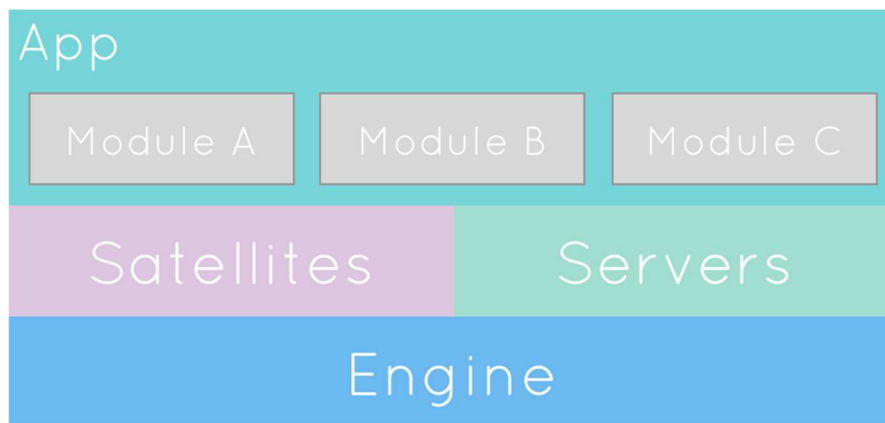 App
Module A Module B Module C
Satellites Servers
Engine